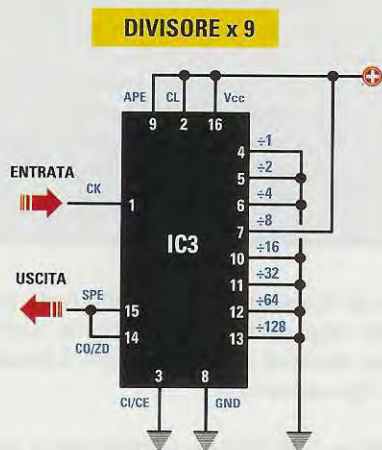 DIVISORE x 9
APE CL Vcc
9 2 16
ENTRATA
CK
1
USCITA
SPE
15
14
CO/ZD
IC3
4 ÷1
5 ÷2
6 ÷4
7 ÷8
10 ÷16
11 ÷32
12 ÷64
13 ÷128
3 8
CI/CE GND
+